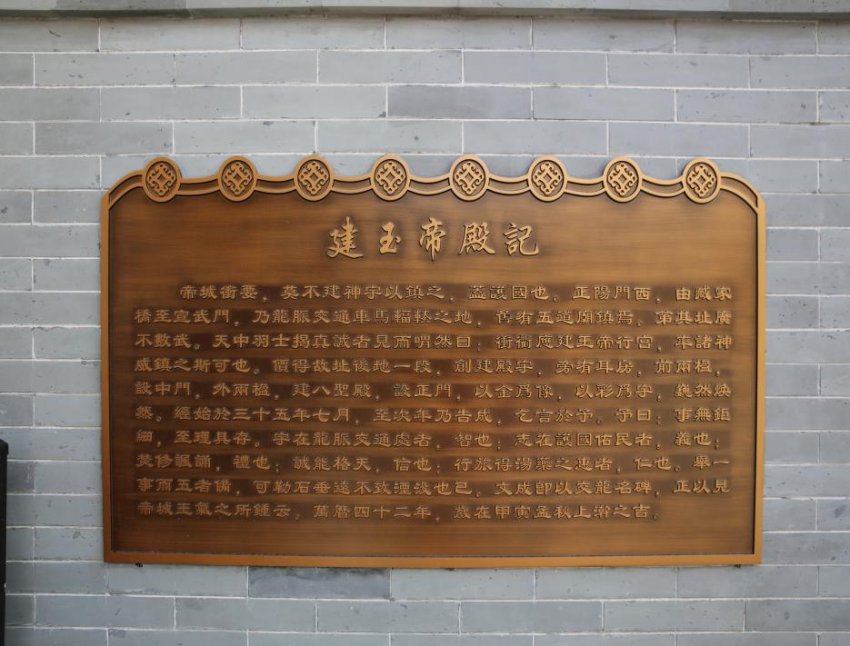 建玉帝殿記
帝城衝要，莫不建神宇以鎮之，蓋護國也。正陽門西，由臧家
橋至宣武門，乃龍脈交通車馬輻輳之地，舊有五道廟鎮焉。第其址廣
不數武。天中羽士揭真誠者見而喟然曰：衝衢應建玉帝行宮，率諸神
威鎮之斯可也。價得故址後地一段，創建殿宇，旁有耳房，前兩楹，
設中門，外兩楹，建八聖殿，設正門，以金為像，以彩為宇，巍然煥
然。經始於三十五年七月，至次年乃告成，乞言於予。予曰：事無鉅
細，至理具存。宇在龍脈交通處者，智也；志在護國佑民者，義也；
焚修諷誦，禮也；誠能格天，信也；行旅得湯藥之惠者，仁也。舉一
事而五者備，可勒石垂遠不致湮沒也已。文成即以交龍名碑，正以見
帝城王氣之所鍾云。萬曆四十二年，歲在甲寅孟秋上澣之吉。